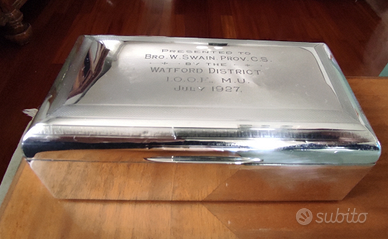 PRESENTED TO
BRO. W. SWAIN. PROV. C.S.
BY THE
WATFORD DISTRICT
I.O.O.F. M.U.
JULY 1927.
subito